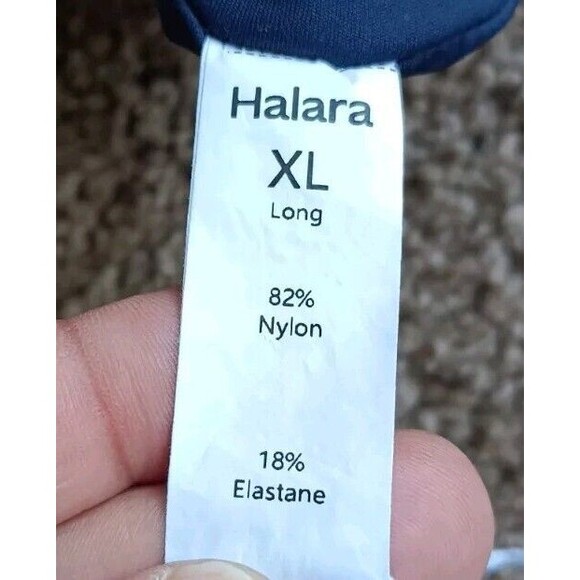 Halara
XL
Long
82%
Nylon
18%
Elastane